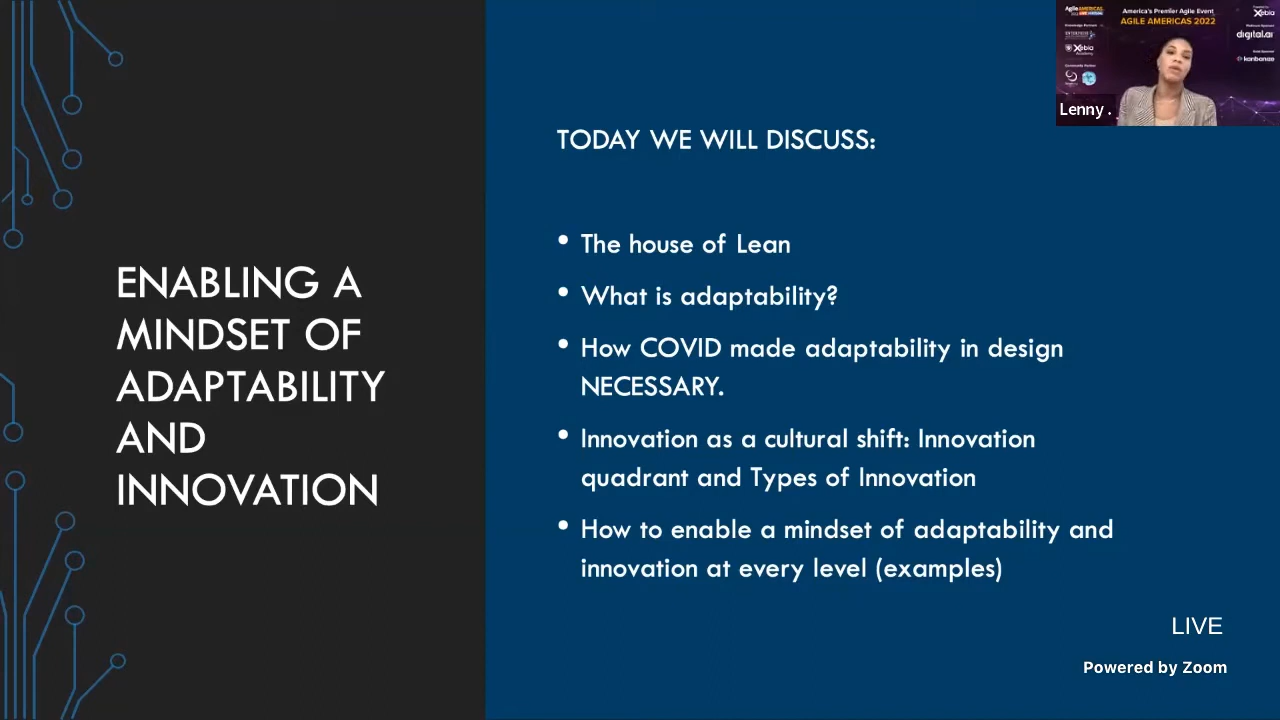 ENABLING A
MINDSET OF
ADAPTABILITY
AND
INNOVATION
TODAY WE WILL DISCUSS:
• The house of Lean
• What is adaptability?
• How COVID made adaptability in design
NECESSARY.
• Innovation as a cultural shift: Innovation
quadrant and Types of Innovation
• How to enable a mindset of adaptability and
innovation at every level (examples)
America's Premier Agile Event
AGILE AMERICAS 2022
Xebia
digital.ai
Xebia
Lenny .
LIVE
Powered by Zoom